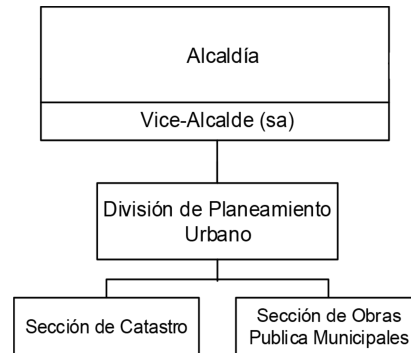 Alcaldía
Vice-Alcalde (sa)
División de Planeamiento
Urbano
Sección de Catastro
Sección de Obras
Publica Municipales